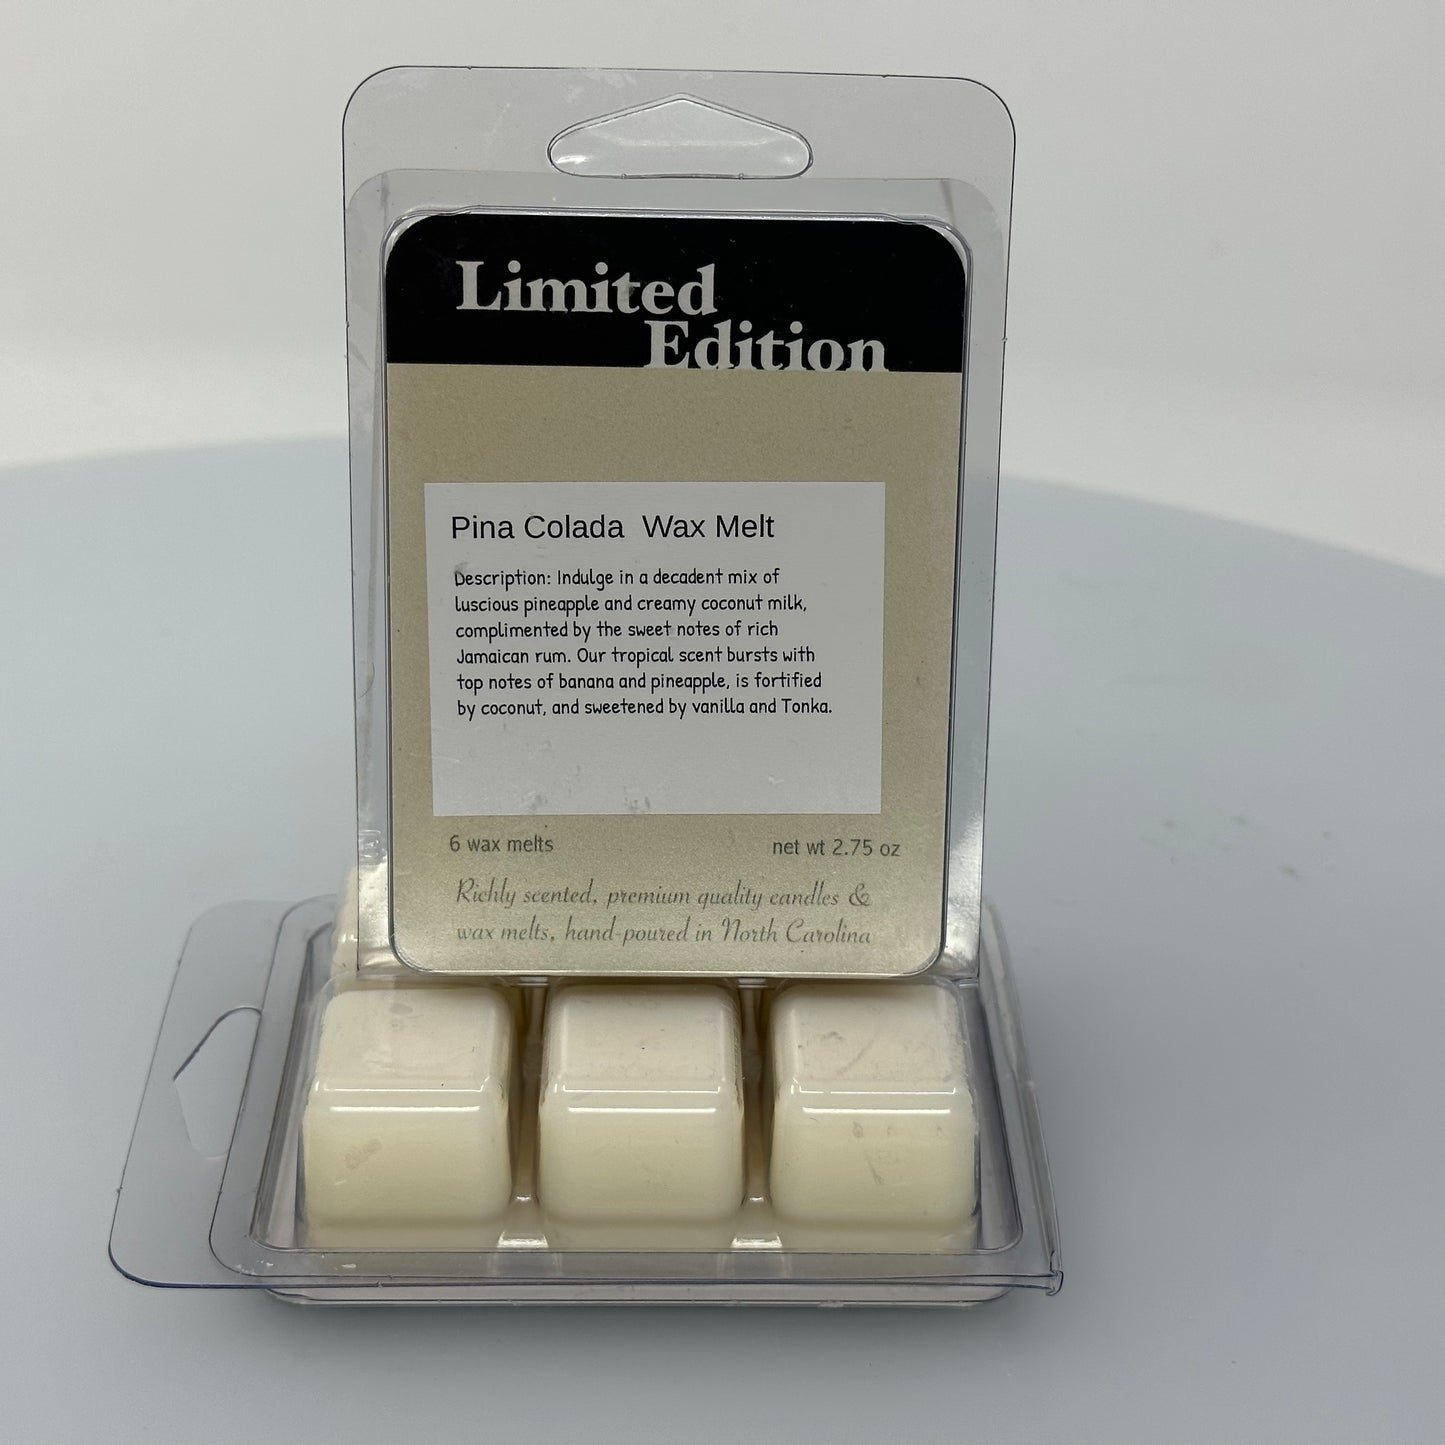 Limited
Edition
Pina Colada  Wax Melt
Description: Indulge in a decadent mix of
luscious pineapple and creamy coconut milk,
complimented by the sweet notes of rich
Jamaican rum. Our tropical scent bursts with
top notes of banana and pineapple, is fortified
by coconut, and sweetened by vanilla and Tonka.
6 wax melts net wt 2.75 oz
Richly scented, premium quality candles &
wax melts, hand-poured in North Carolina